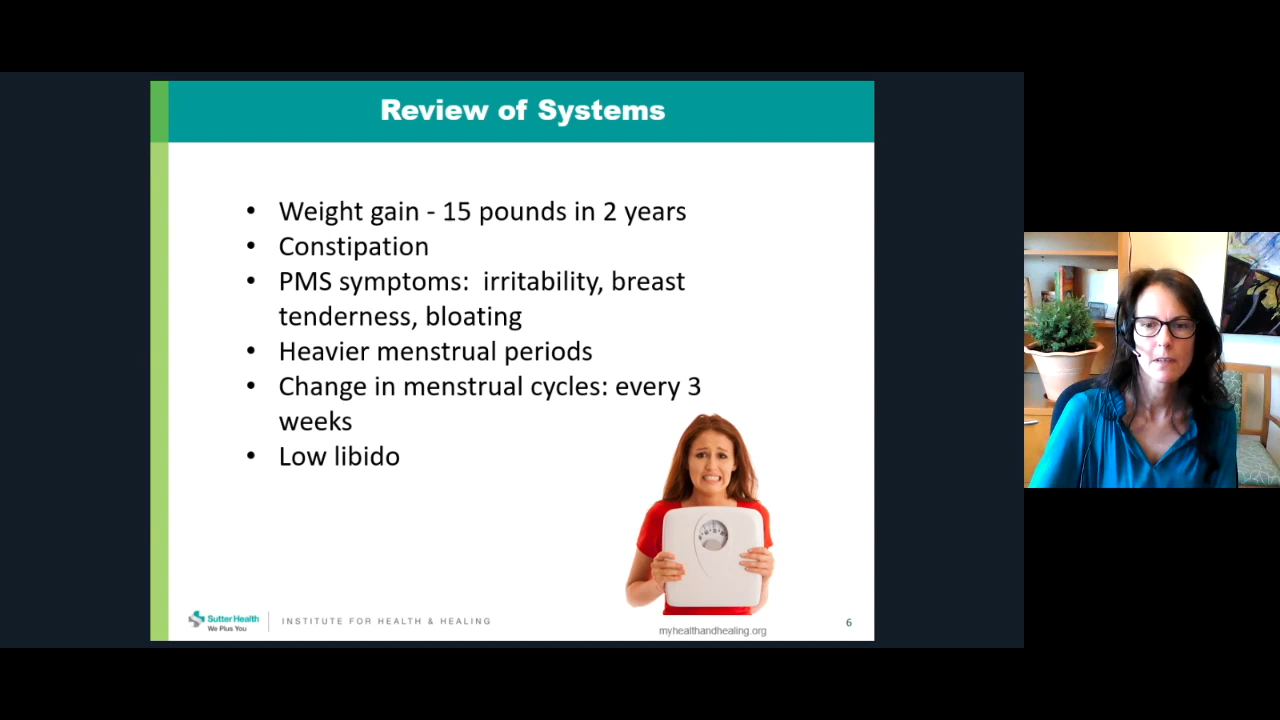 Review of Systems
• Weight gain - 15 pounds in 2 years
• Constipation
• PMS symptoms:  irritability, breast
tenderness, bloating
• Heavier menstrual periods
• Change in menstrual cycles: every 3
weeks
• Low libido
Sutter Health
We Plus You
INSTITUTE FOR HEALTH & HEALING
myhealthandhealing.org
6